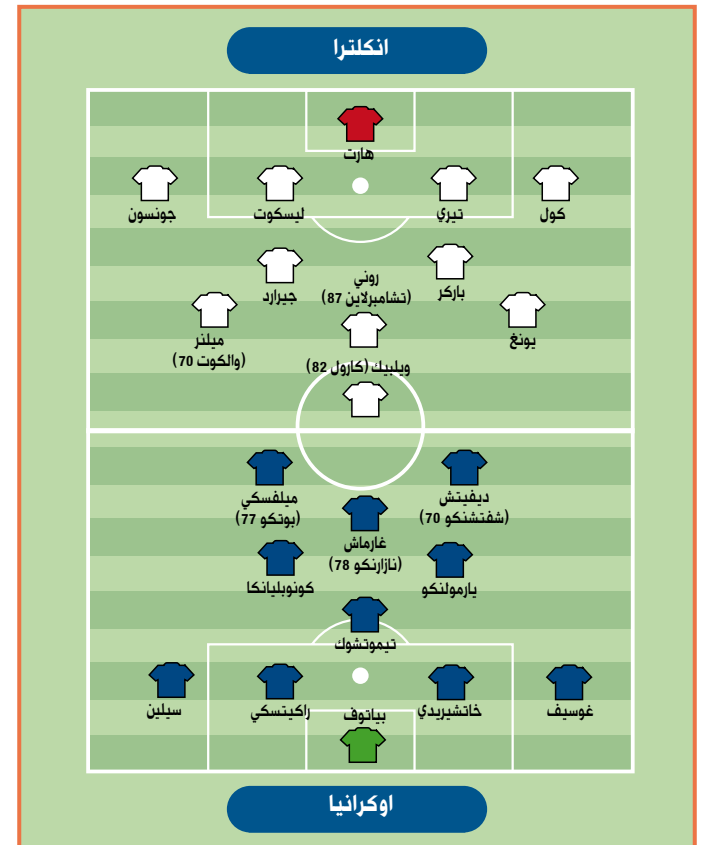 انكلترا
هارت
كول
تيري
ليسكوت
جونسون
باركر
روني
(تشامبرلاين 87)
جيرارد
يونغ
ميلنر
(والكوت 70)
ويلبيك (كارول 82)
ديفيتش
(شفتشنكو 70)
ميلفسكي
(بوتكو 77)
غارماش
(نازارنكو 78)
يارمولنكو
كونوبليانكا
تيموتشوك
غوسيف
خاتشيريدي
بياتوف
راكيتسكي
سيلين
اوكرانيا